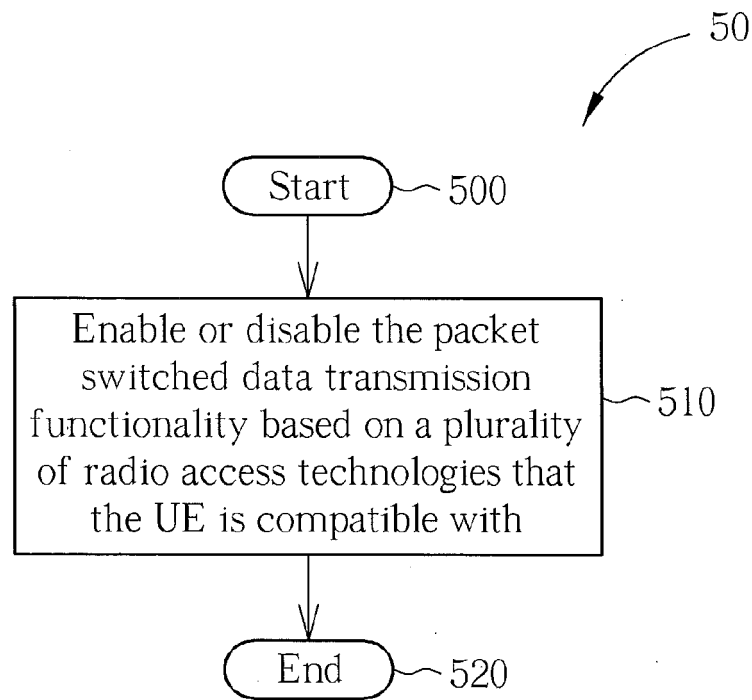 50
Start
500
Enable or disable the packet
switched data transmission
functionality based on a plurality
of radio access technologies that
the UE is compatible with
510
End
520